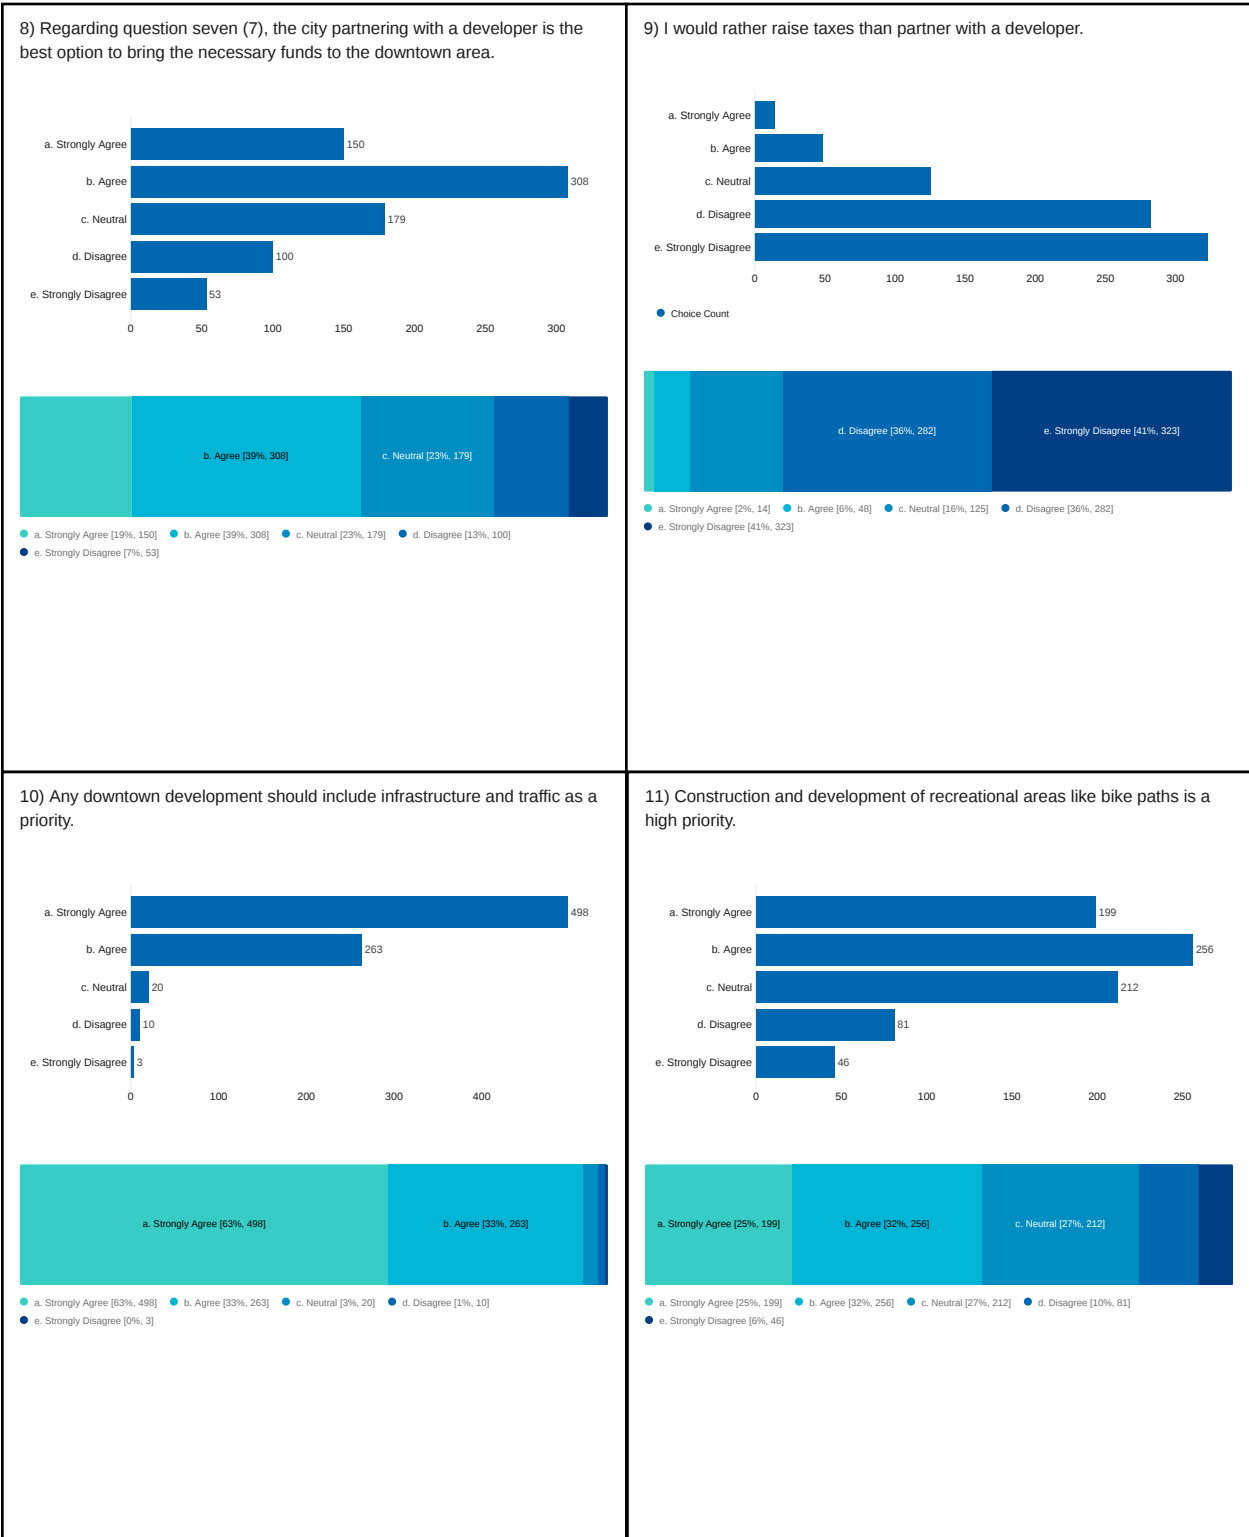 8) Regarding question seven (7), the city partnering with a developer is the
best option to bring the necessary funds to the downtown area.
a. Strongly Agree 150
b. Agree 308
c. Neutral 179
d. Disagree 100
e. Strongly Disagree 53
0 50 100 150 200 250 300
b. Agree [39%, 308] c. Neutral [23%, 179]
a. Strongly Agree [19%, 150] b. Agree [39%, 308] c. Neutral [23%, 179] d. Disagree [13%, 100]
e. Strongly Disagree [7%, 53]
9) I would rather raise taxes than partner with a developer.
a. Strongly Agree
b. Agree
c. Neutral
d. Disagree
e. Strongly Disagree
0 50 100 150 200 250 300
Choice Count
d. Disagree [36%, 282] e. Strongly Disagree [41%, 323]
a. Strongly Agree [2%, 14] b. Agree [6%, 48] c. Neutral [16%, 125] d. Disagree [36%, 282]
e. Strongly Disagree [41%, 323]
10) Any downtown development should include infrastructure and traffic as a
priority.
a. Strongly Agree 498
b. Agree 263
c. Neutral 20
d. Disagree 10
e. Strongly Disagree 3
0 100 200 300 400
a. Strongly Agree [63%, 498] b. Agree [33%, 263]
a. Strongly Agree [63%, 498] b. Agree [33%, 263] c. Neutral [3%, 20] d. Disagree [1%, 10]
e. Strongly Disagree [0%, 3]
11) Construction and development of recreational areas like bike paths is a
high priority.
a. Strongly Agree 199
b. Agree 256
c. Neutral 212
d. Disagree 81
e. Strongly Disagree 46
0 50 100 150 200 250
a. Strongly Agree [25%, 199] b. Agree [32%, 256] c. Neutral [27%, 212]
a. Strongly Agree [25%, 199] b. Agree [32%, 256] c. Neutral [27%, 212] d. Disagree [10%, 81]
e. Strongly Disagree [6%, 46]